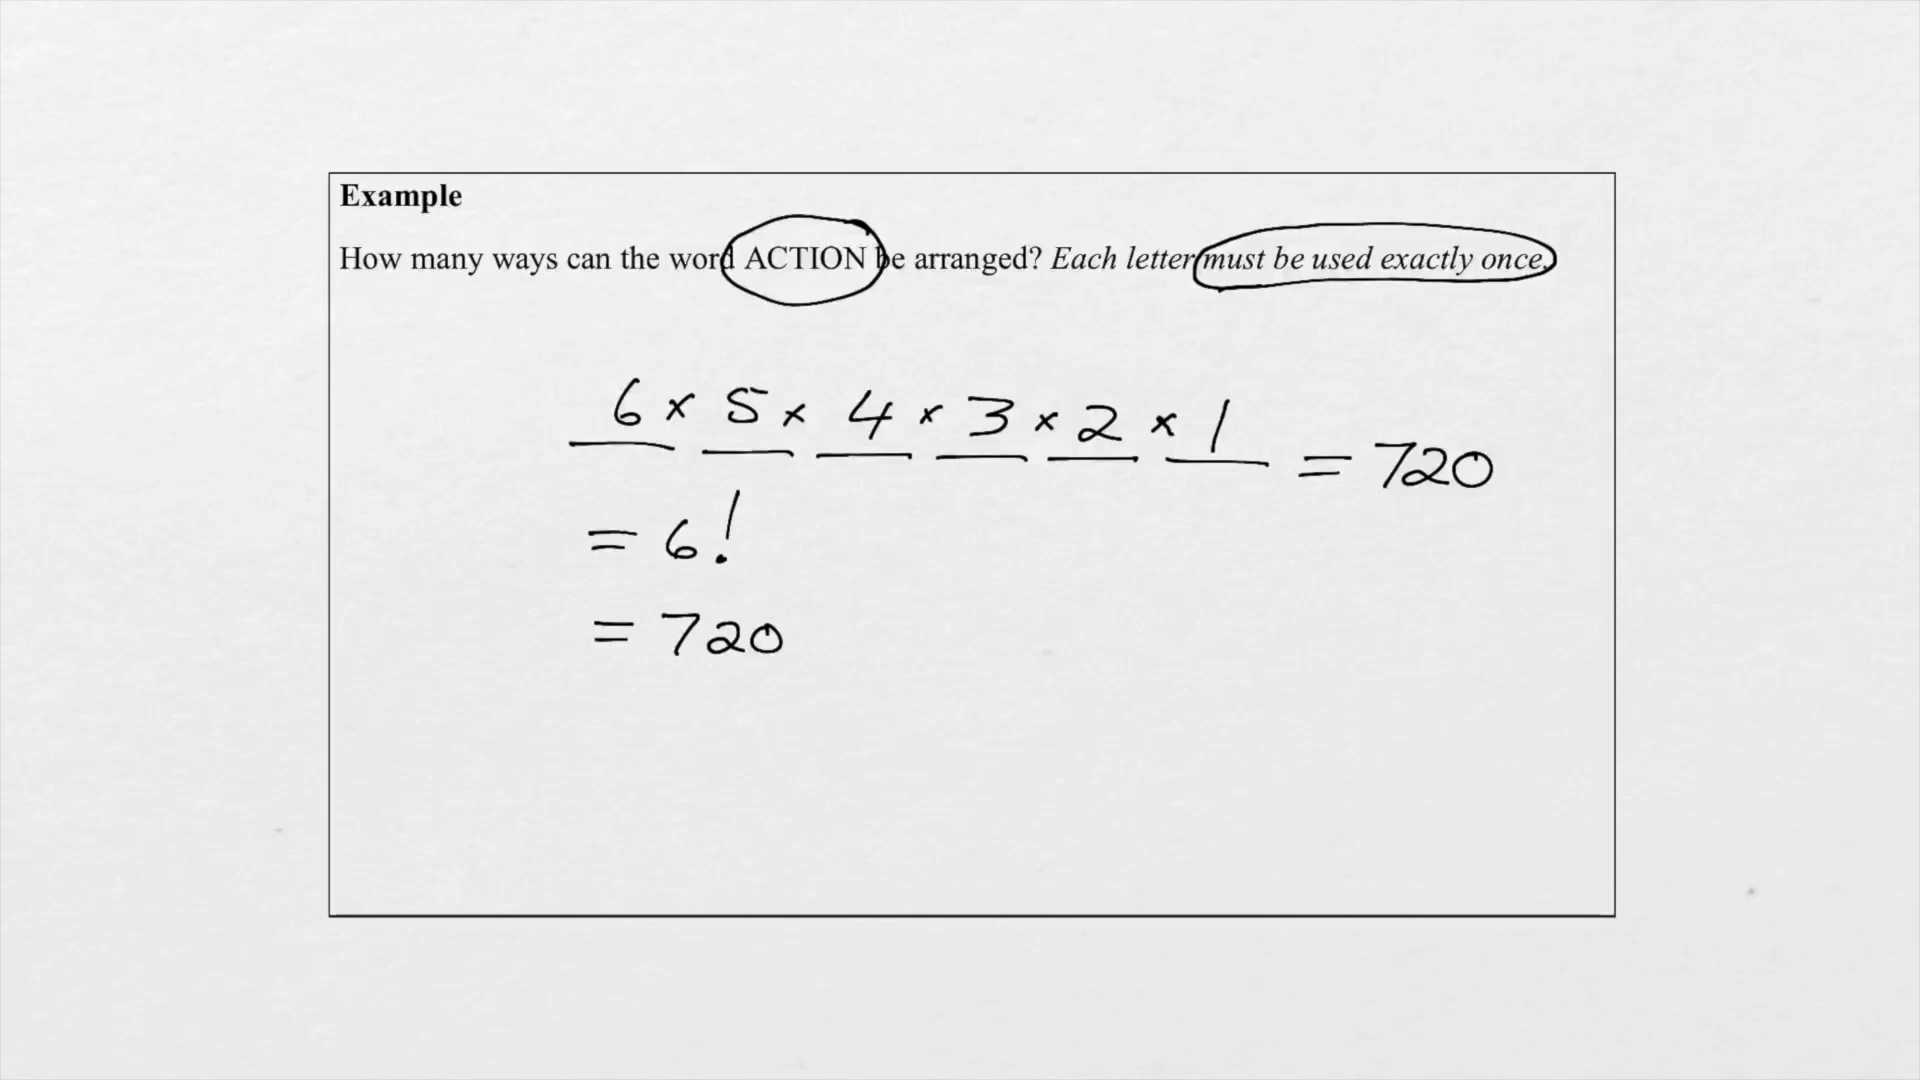 Example
How many ways can the word ACTION be arranged? Each letter must be used exactly once.
6 × 5 × 4 × 3 × 2 × 1 = 720
= 6!
= 720